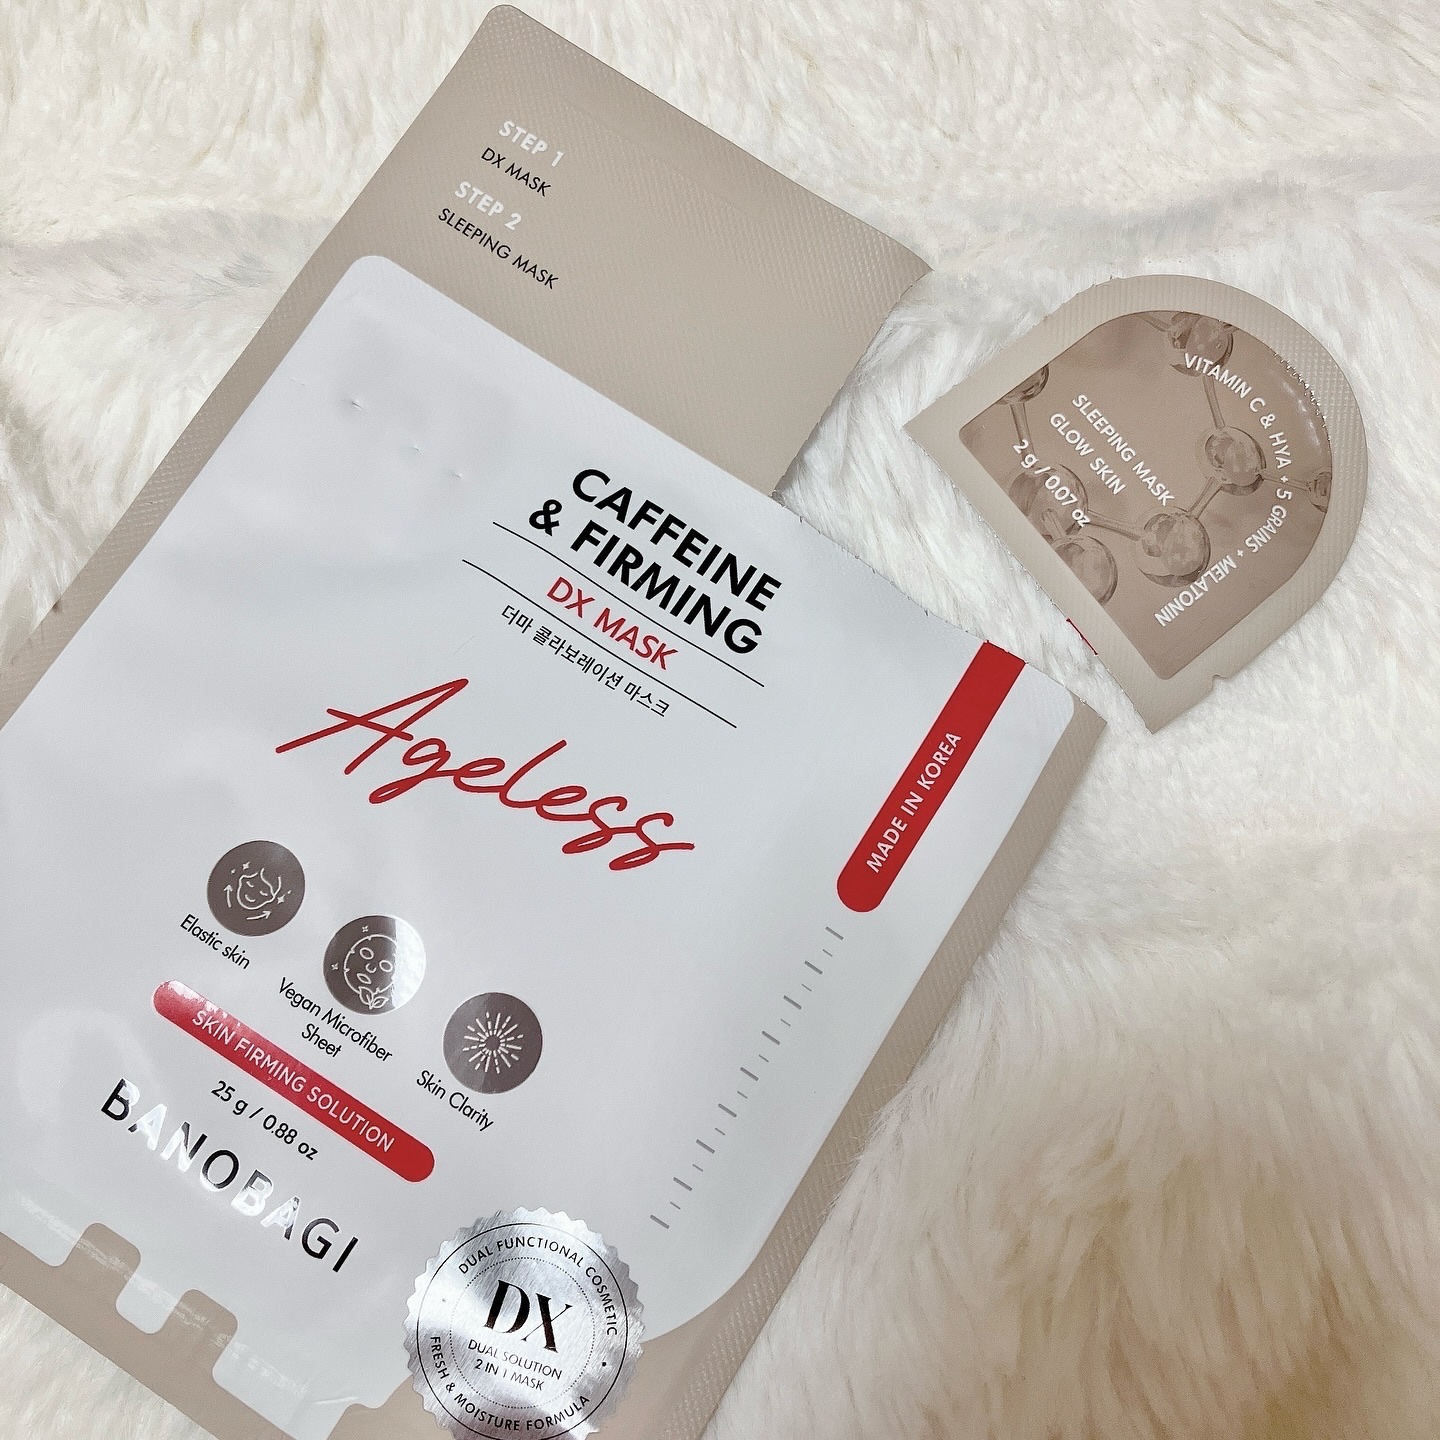 STEP 1
DX MASK
STEP 2
SLEEPING MASK
CAFFEINE
& FIRMING
DX MASK
더마 콜라보레이션 마스크
Ageless
MADE IN KOREA
Elastic skin
Vegan Microfiber
Sheet
Skin Clarity
SKIN FIRMING SOLUTION
25 g / 0.88 oz
BANOBAGI
DUAL FUNCTIONAL COSMETIC
DX
DUAL SOLUTION
2 IN 1 MASK
FRESH & MOISTURE FORMULA
VITAMIN C & HYA + 5 GRAINS + MELATONIN
SLEEPING MASK
GLOW SKIN
2 g / 0.07 oz